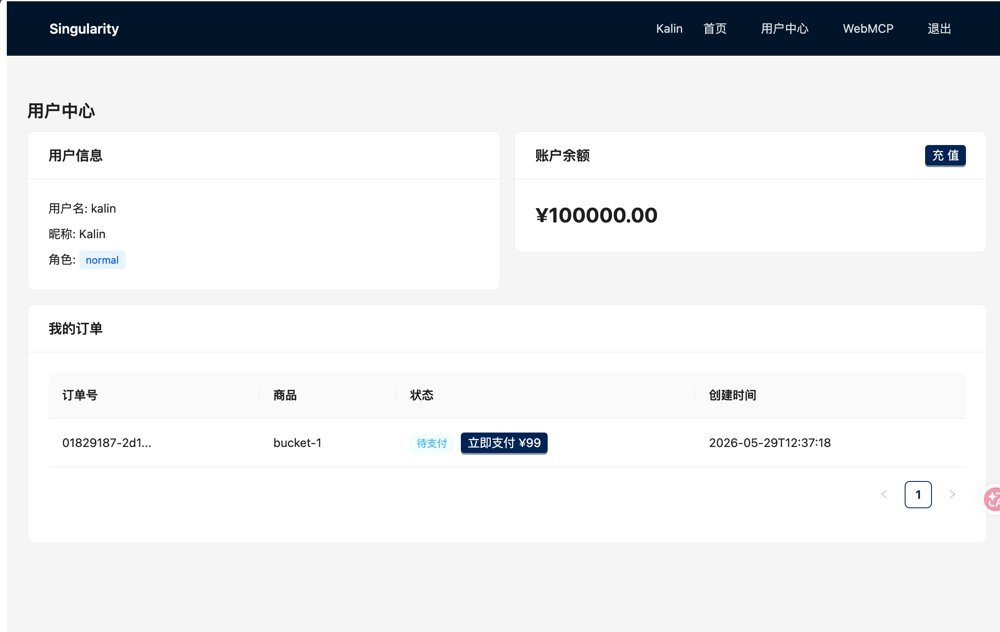 Singularity
Kalin 首页 用户中心 WebMCP 退出
用户中心
用户信息
用户名: kalin
昵称: Kalin
角色: normal
账户余额
充 值
¥100000.00
我的订单
订单号 商品 状态 创建时间
01829187-2d1... bucket-1 待支付 立即支付 ¥99 2026-05-29T12:37:18
< 1 >